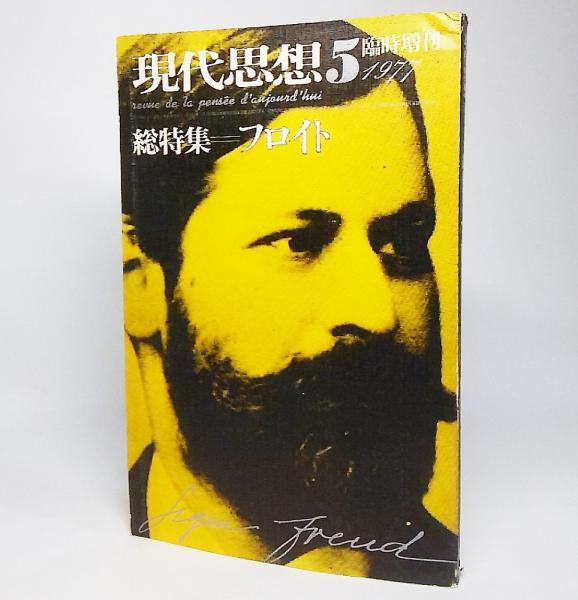 現代思想 5 臨時増刊
1977
revue de la pensée d'aujourd'hui
総特集=フロイト
Sigm Freud